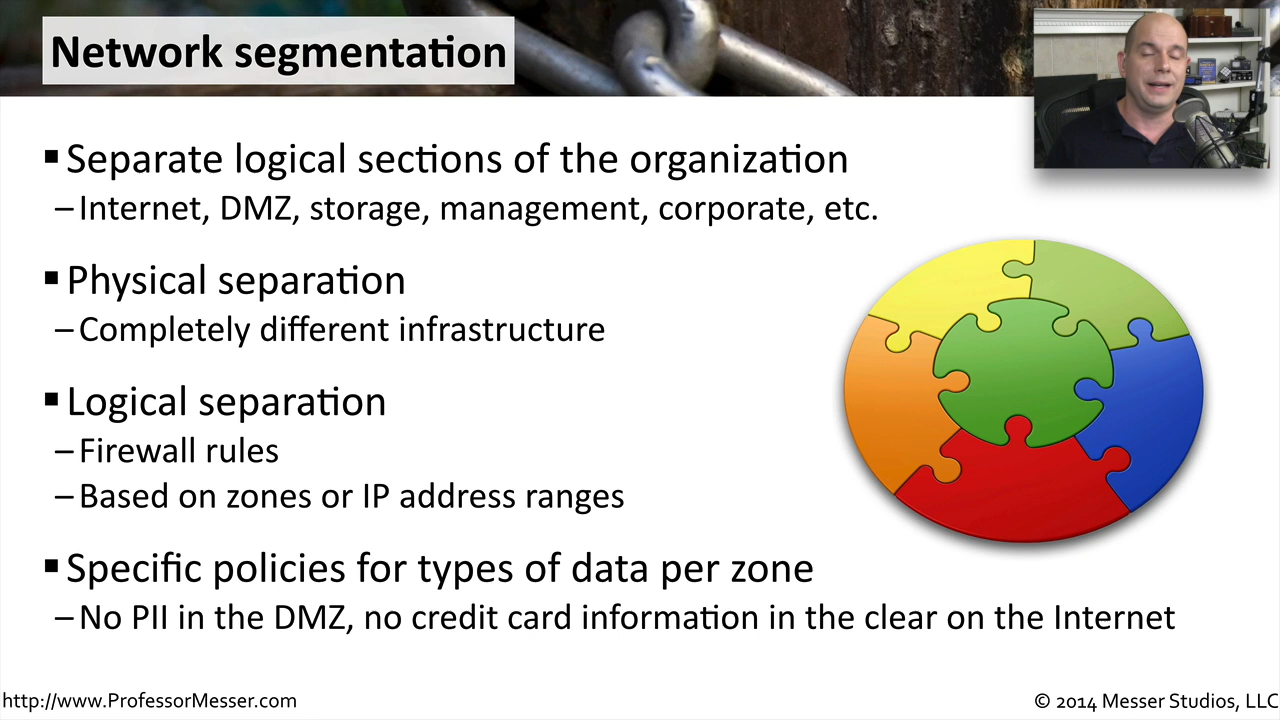 Network segmentation
▪ Separate logical sections of the organization
– Internet, DMZ, storage, management, corporate, etc.
▪ Physical separation
– Completely different infrastructure
▪ Logical separation
– Firewall rules
– Based on zones or IP address ranges
▪ Specific policies for types of data per zone
– No PII in the DMZ, no credit card information in the clear on the Internet
http://www.ProfessorMesser.com
© 2014 Messer Studios, LLC